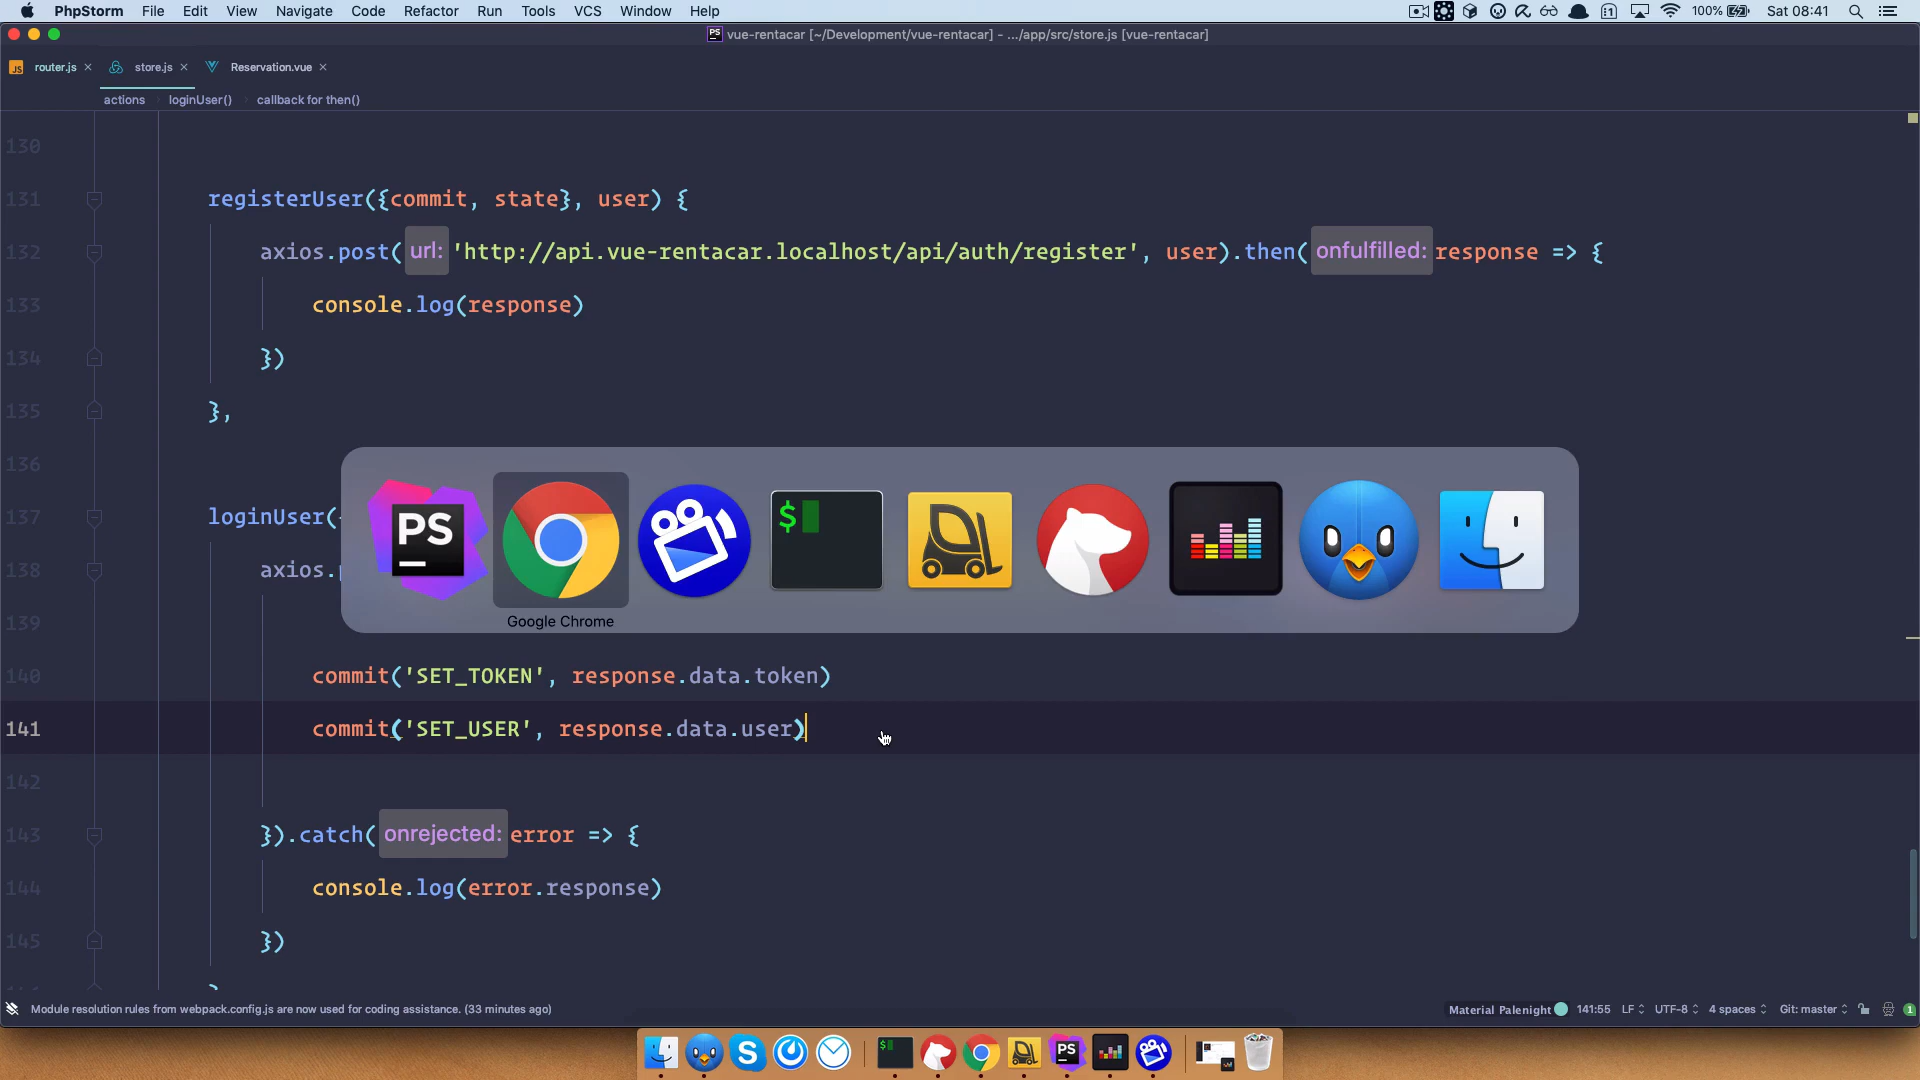 PhpStorm File Edit View Navigate Code Refactor Run Tools VCS Window Help 100% Sat 08:41
vue-rentacar [~/Development/vue-rentacar] - .../app/src/store.js [vue-rentacar]
router.js store.js Reservation.vue
actions loginUser() callback for then()
130
131 registerUser({commit, state}, user) {
132 axios.post( url: 'http://api.vue-rentacar.localhost/api/auth/register', user).then( onfulfilled: response => {
133 console.log(response)
134 })
135 },
136
137 loginUser({
138 axios.p
139
Google Chrome
140 commit('SET_TOKEN', response.data.token)
141 commit('SET_USER', response.data.user)
142
143 }).catch( onrejected: error => {
144 console.log(error.response)
145 })
Module resolution rules from webpack.config.js are now used for coding assistance. (33 minutes ago) Material Palenight 141:55 LF UTF-8 4 spaces Git: master 1